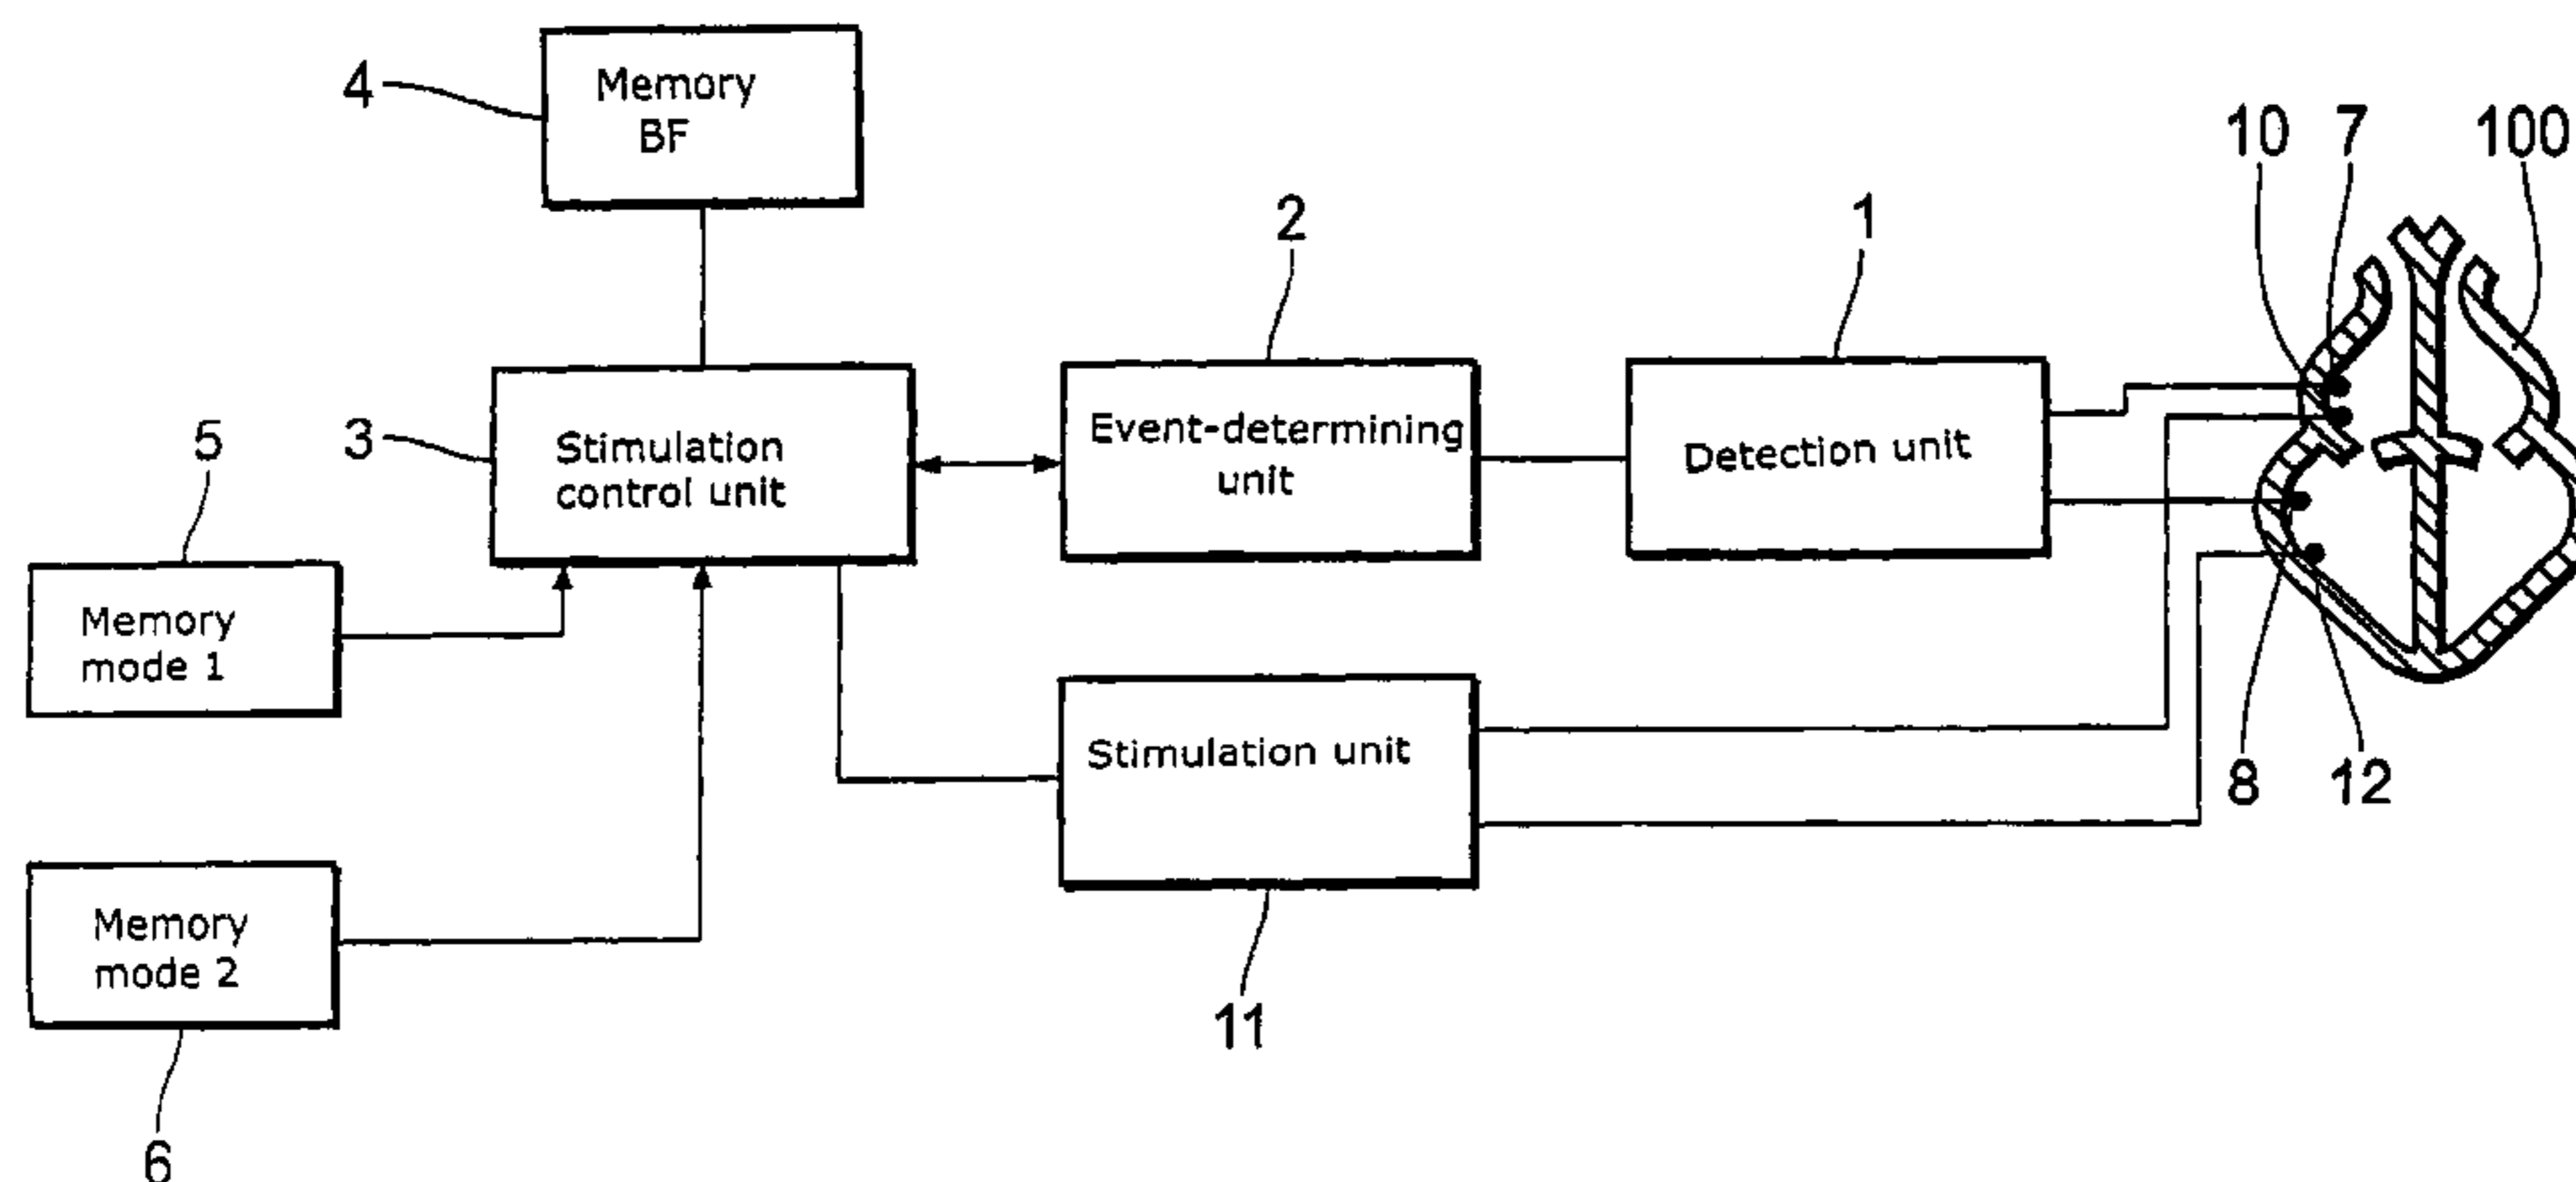 4
Memory
BF
10
7
100
2
1
5
3
Stimulation
control unit
Event-determining
unit
Detection unit
Memory
mode 1
Stimulation unit
8
12
Memory
mode 2
11
6